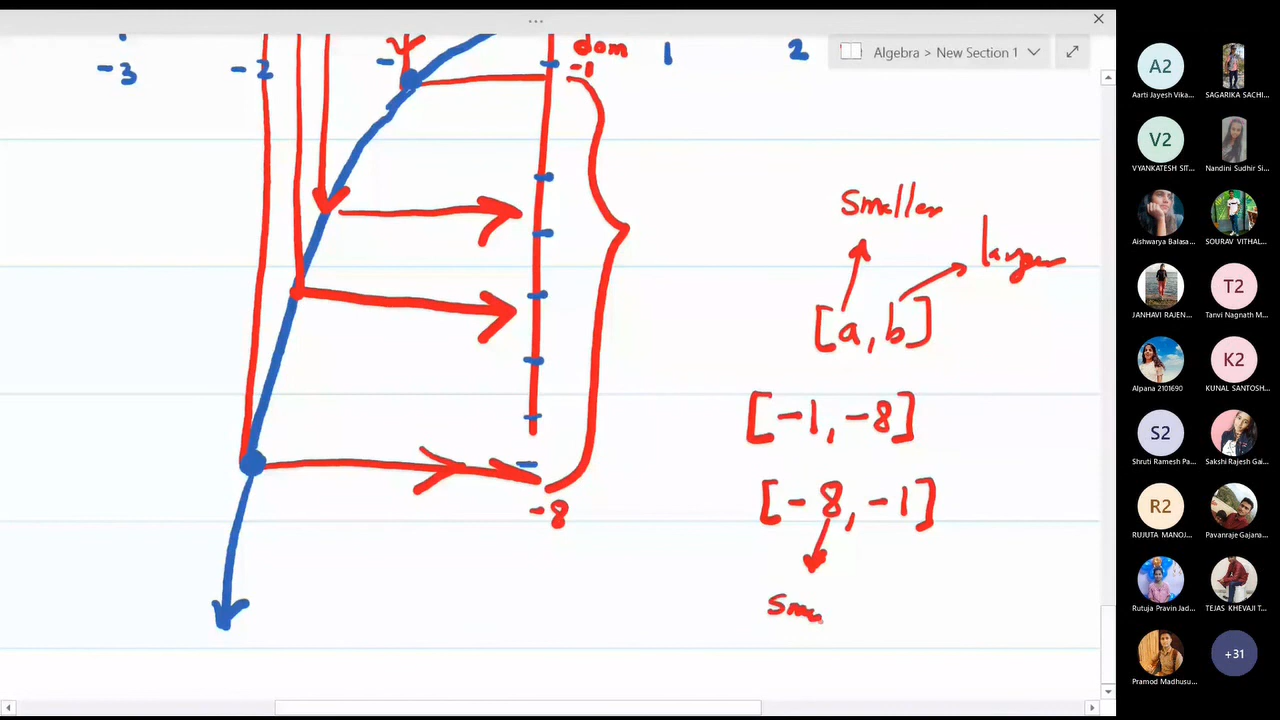 dom
-3
-2
-
-1
1
2
Algebra > New Section 1
smaller
larger
[a, b]
[-1, -8]
[-8, -1]
-8
A2
Aarti Jayesh Vika...
SAGARIKA SACHI...
V2
VYANKATESH SIT...
Nandini Sudhir Si...
Aishwarya Balasa...
SOURAV VITHAL...
JANHAVI RAJEN...
T2
Tanvi Nagnath M...
Alpana 2101690
K2
KUNAL SANTOSH...
S2
Shruti Ramesh Pa...
Sakshi Rajesh Gai...
R2
RUJUTA MANOJ...
Pavanraje Gajana...
Rutuja Pravin Jad...
TEJAS KHEVAJI T...
Pramod Madhusu...
+31